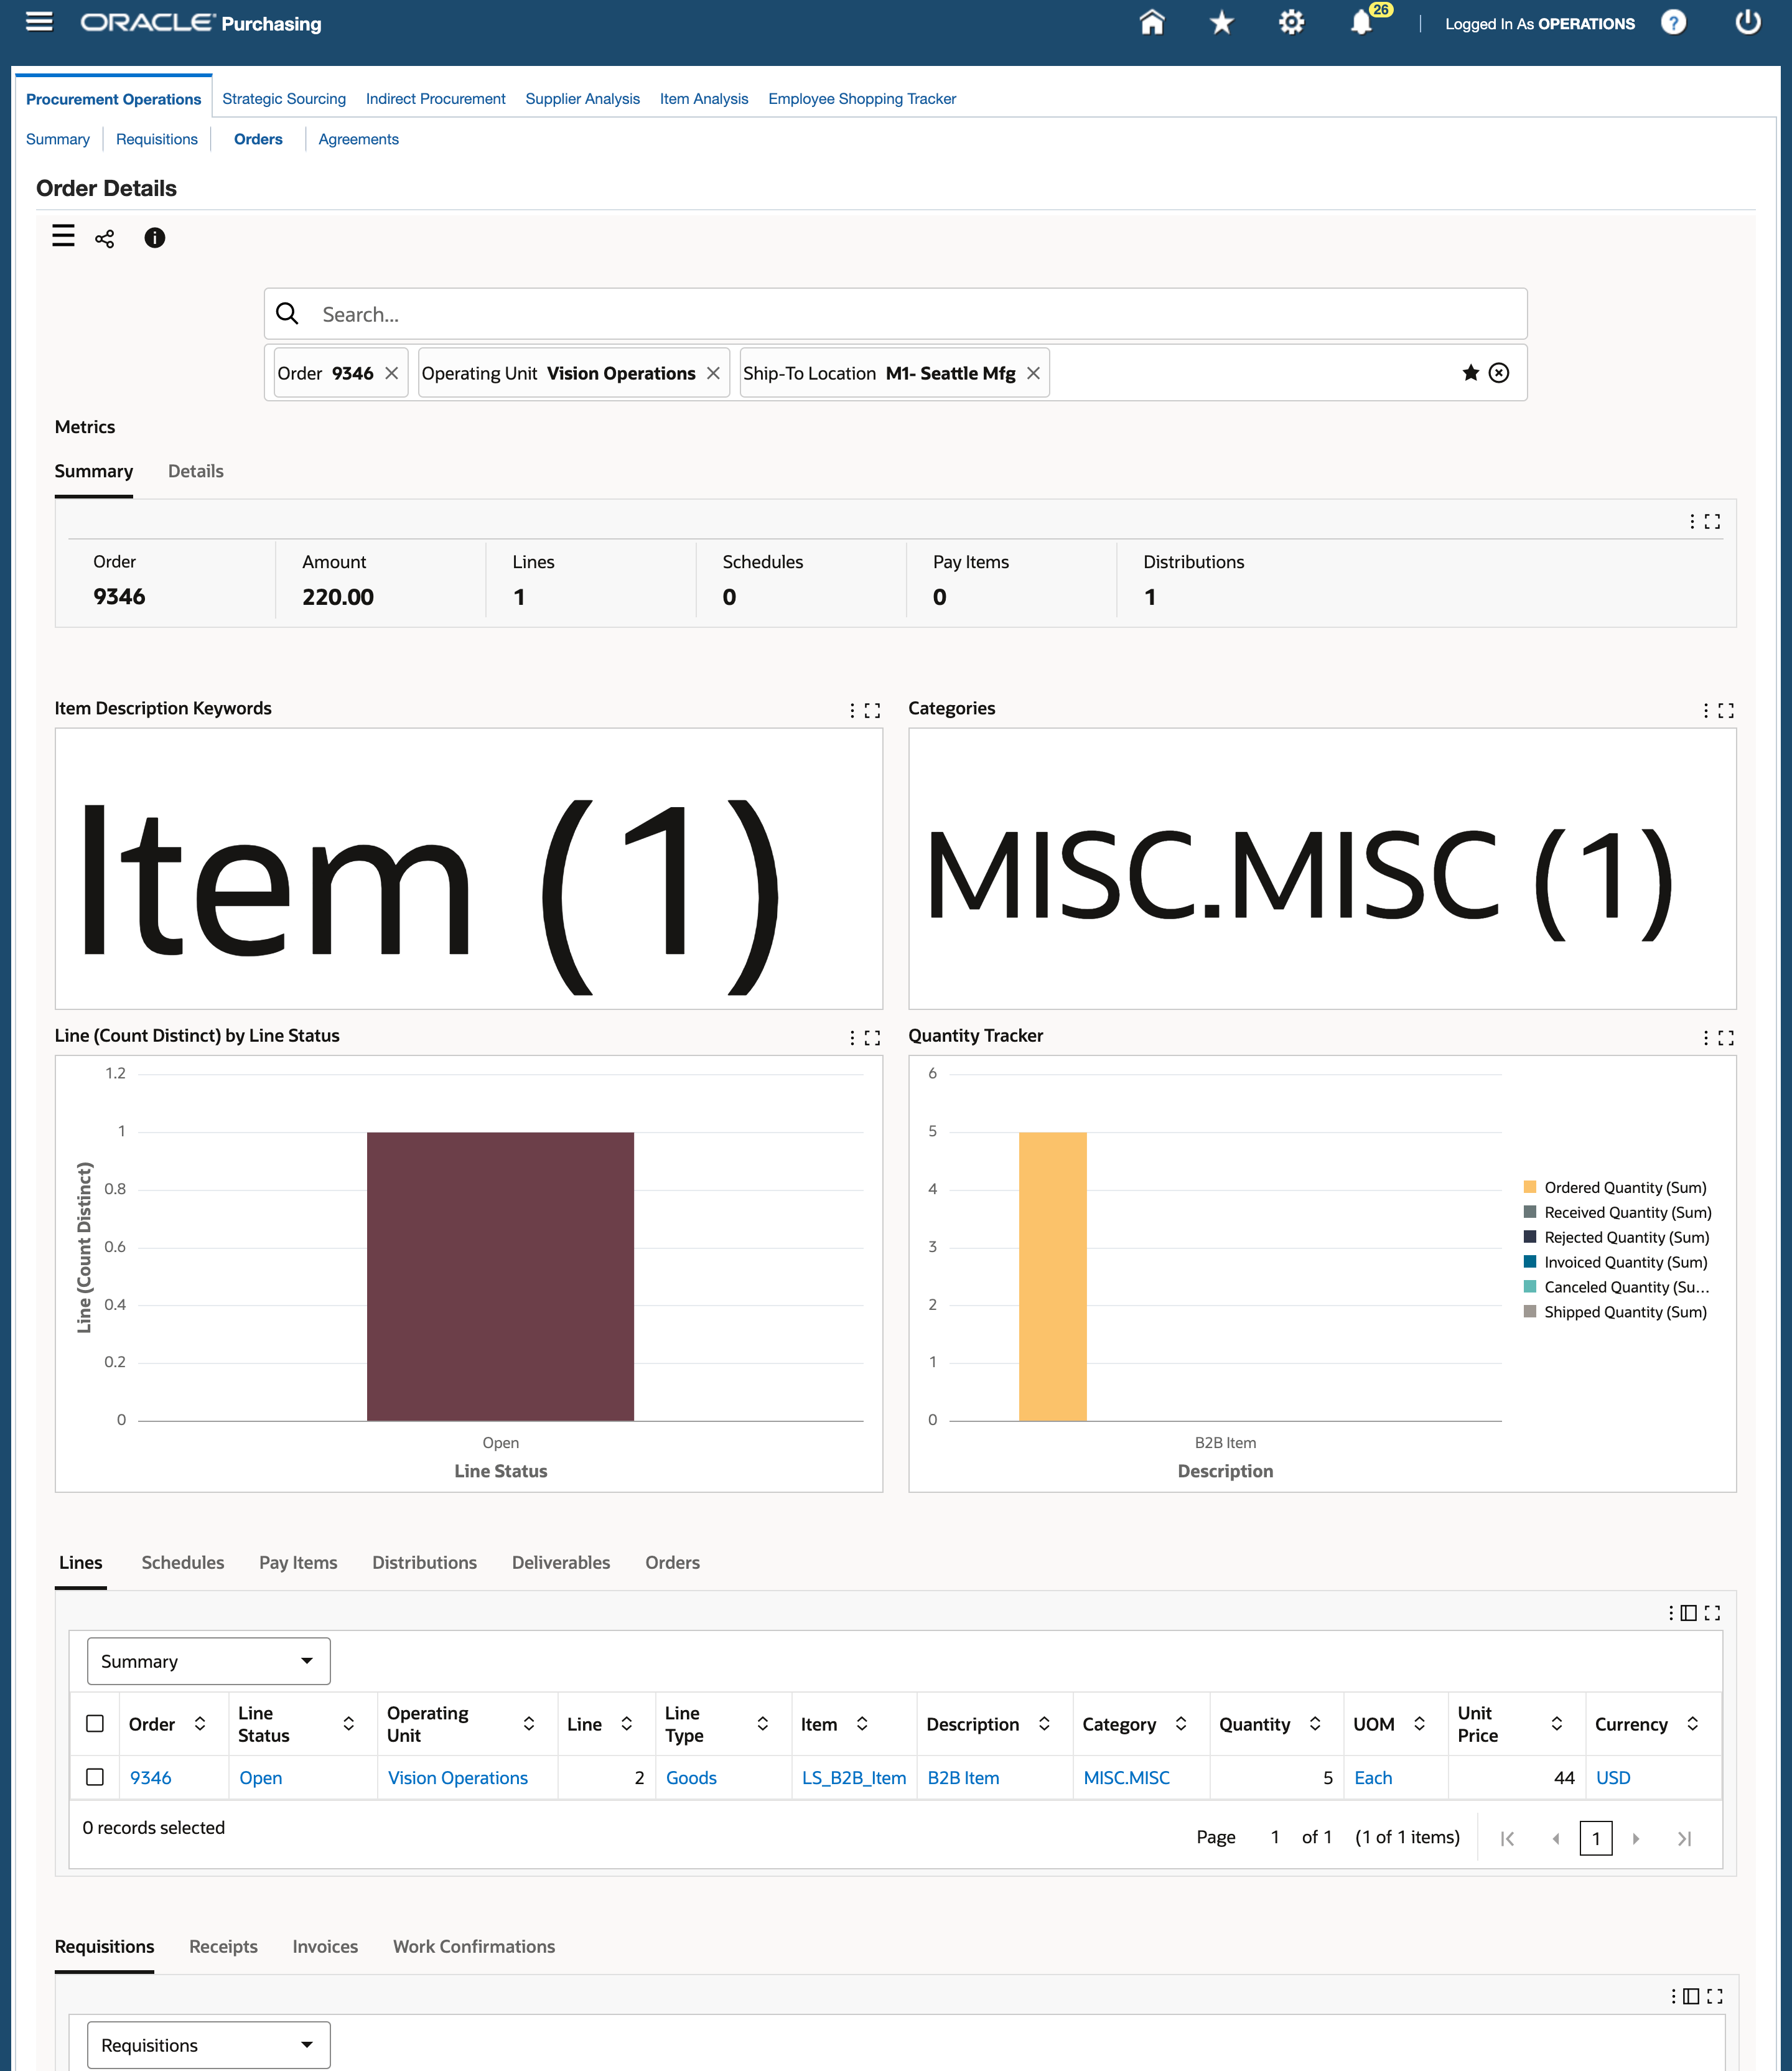 ORACLE Purchasing
26
Logged In As OPERATIONS
?
Procurement Operations Strategic Sourcing Indirect Procurement Supplier Analysis Item Analysis Employee Shopping Tracker
Summary Requisitions Orders Agreements
Order Details
Search...
Order 9346 Operating Unit Vision Operations Ship-To Location M1- Seattle Mfg
Metrics
Summary Details
Order Amount Lines Schedules Pay Items Distributions
9346 220.00 1 0 0 1
Item Description Keywords
Item (1)
Categories
MISC.MISC (1)
Line (Count Distinct) by Line Status
1.2
1
0.8
0.6
0.4
0.2
0
Line (Count Distinct)
Open
Line Status
Quantity Tracker
6
5
4
3
2
1
0
B2B Item
Description
Ordered Quantity (Sum)
Received Quantity (Sum)
Rejected Quantity (Sum)
Invoiced Quantity (Sum)
Canceled Quantity (Su...
Shipped Quantity (Sum)
Lines Schedules Pay Items Distributions Deliverables Orders
Summary
Order Line Status Operating Unit Line Line Type Item Description Category Quantity UOM Unit Price Currency
9346 Open Vision Operations 2 Goods LS_B2B_Item B2B Item MISC.MISC 5 Each 44 USD
0 records selected
Page 1 of 1 (1 of 1 items) 1
Requisitions Receipts Invoices Work Confirmations
Requisitions